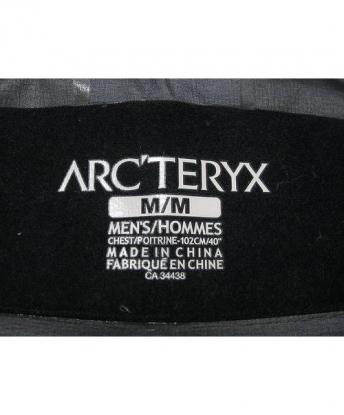 ARC'TERYX
M/M
MEN'S/HOMMES
CHEST/POITRINE-102CM/40"
MADE IN CHINA
FABRIQUÉ EN CHINE
CA 34438